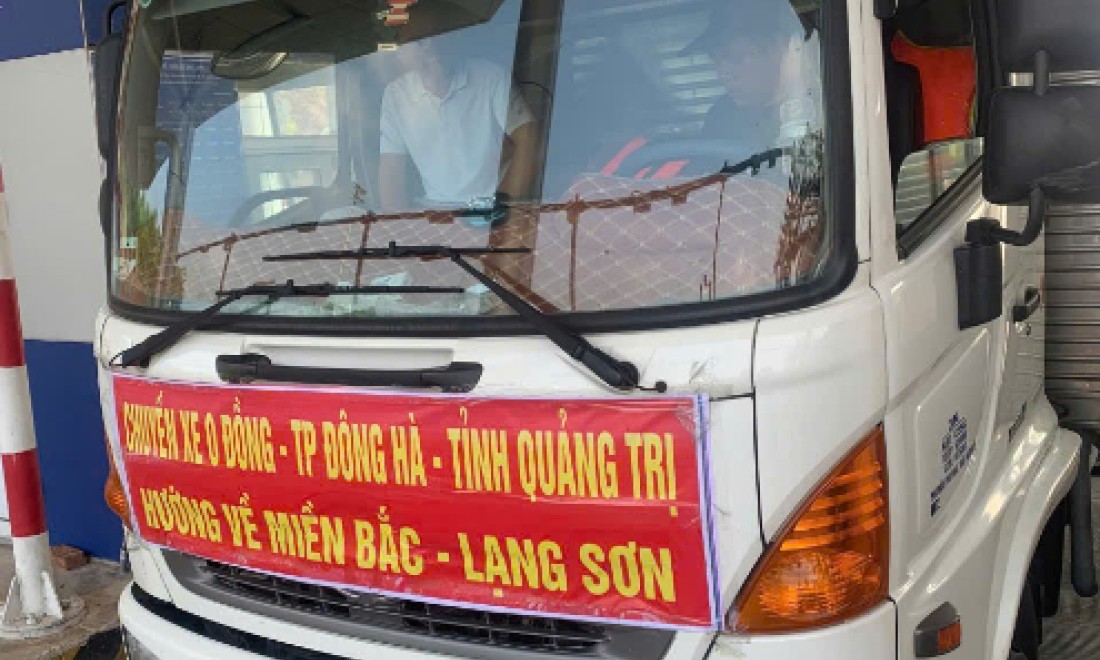 CHUYẾN XE 0 ĐỒNG - TP ĐÔNG HÀ - TỈNH QUẢNG TRỊ
HƯỚNG VỀ MIỀN BẮC - LẠNG SƠN